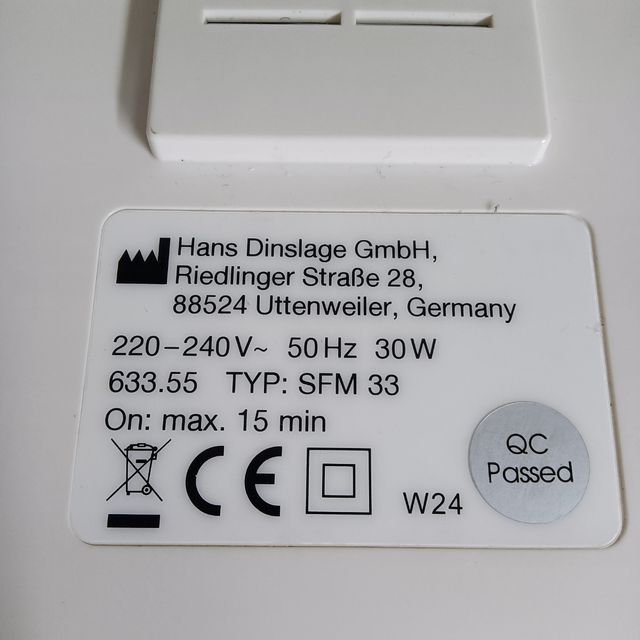 Hans Dinslage GmbH,
Riedlinger Straße 28,
88524 Uttenweiler, Germany
220-240V~ 50Hz 30W
633.55 TYP: SFM 33
On: max. 15 min
CE
W24
QC
Passed